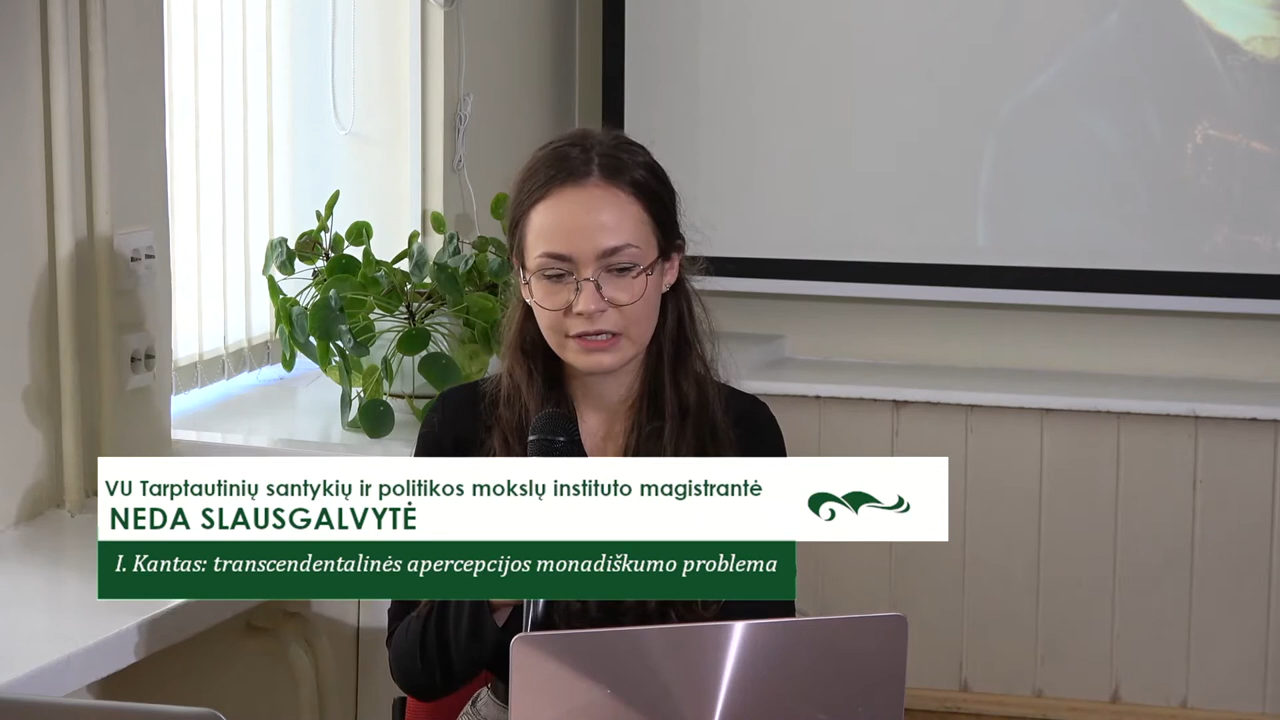 VU Tarptautinių santykių ir politikos mokslų instituto magistrantė
NEDA SLAUSGALVYTĖ
I. Kantas: transcendentalinės apercepcijos monadiškumo problema